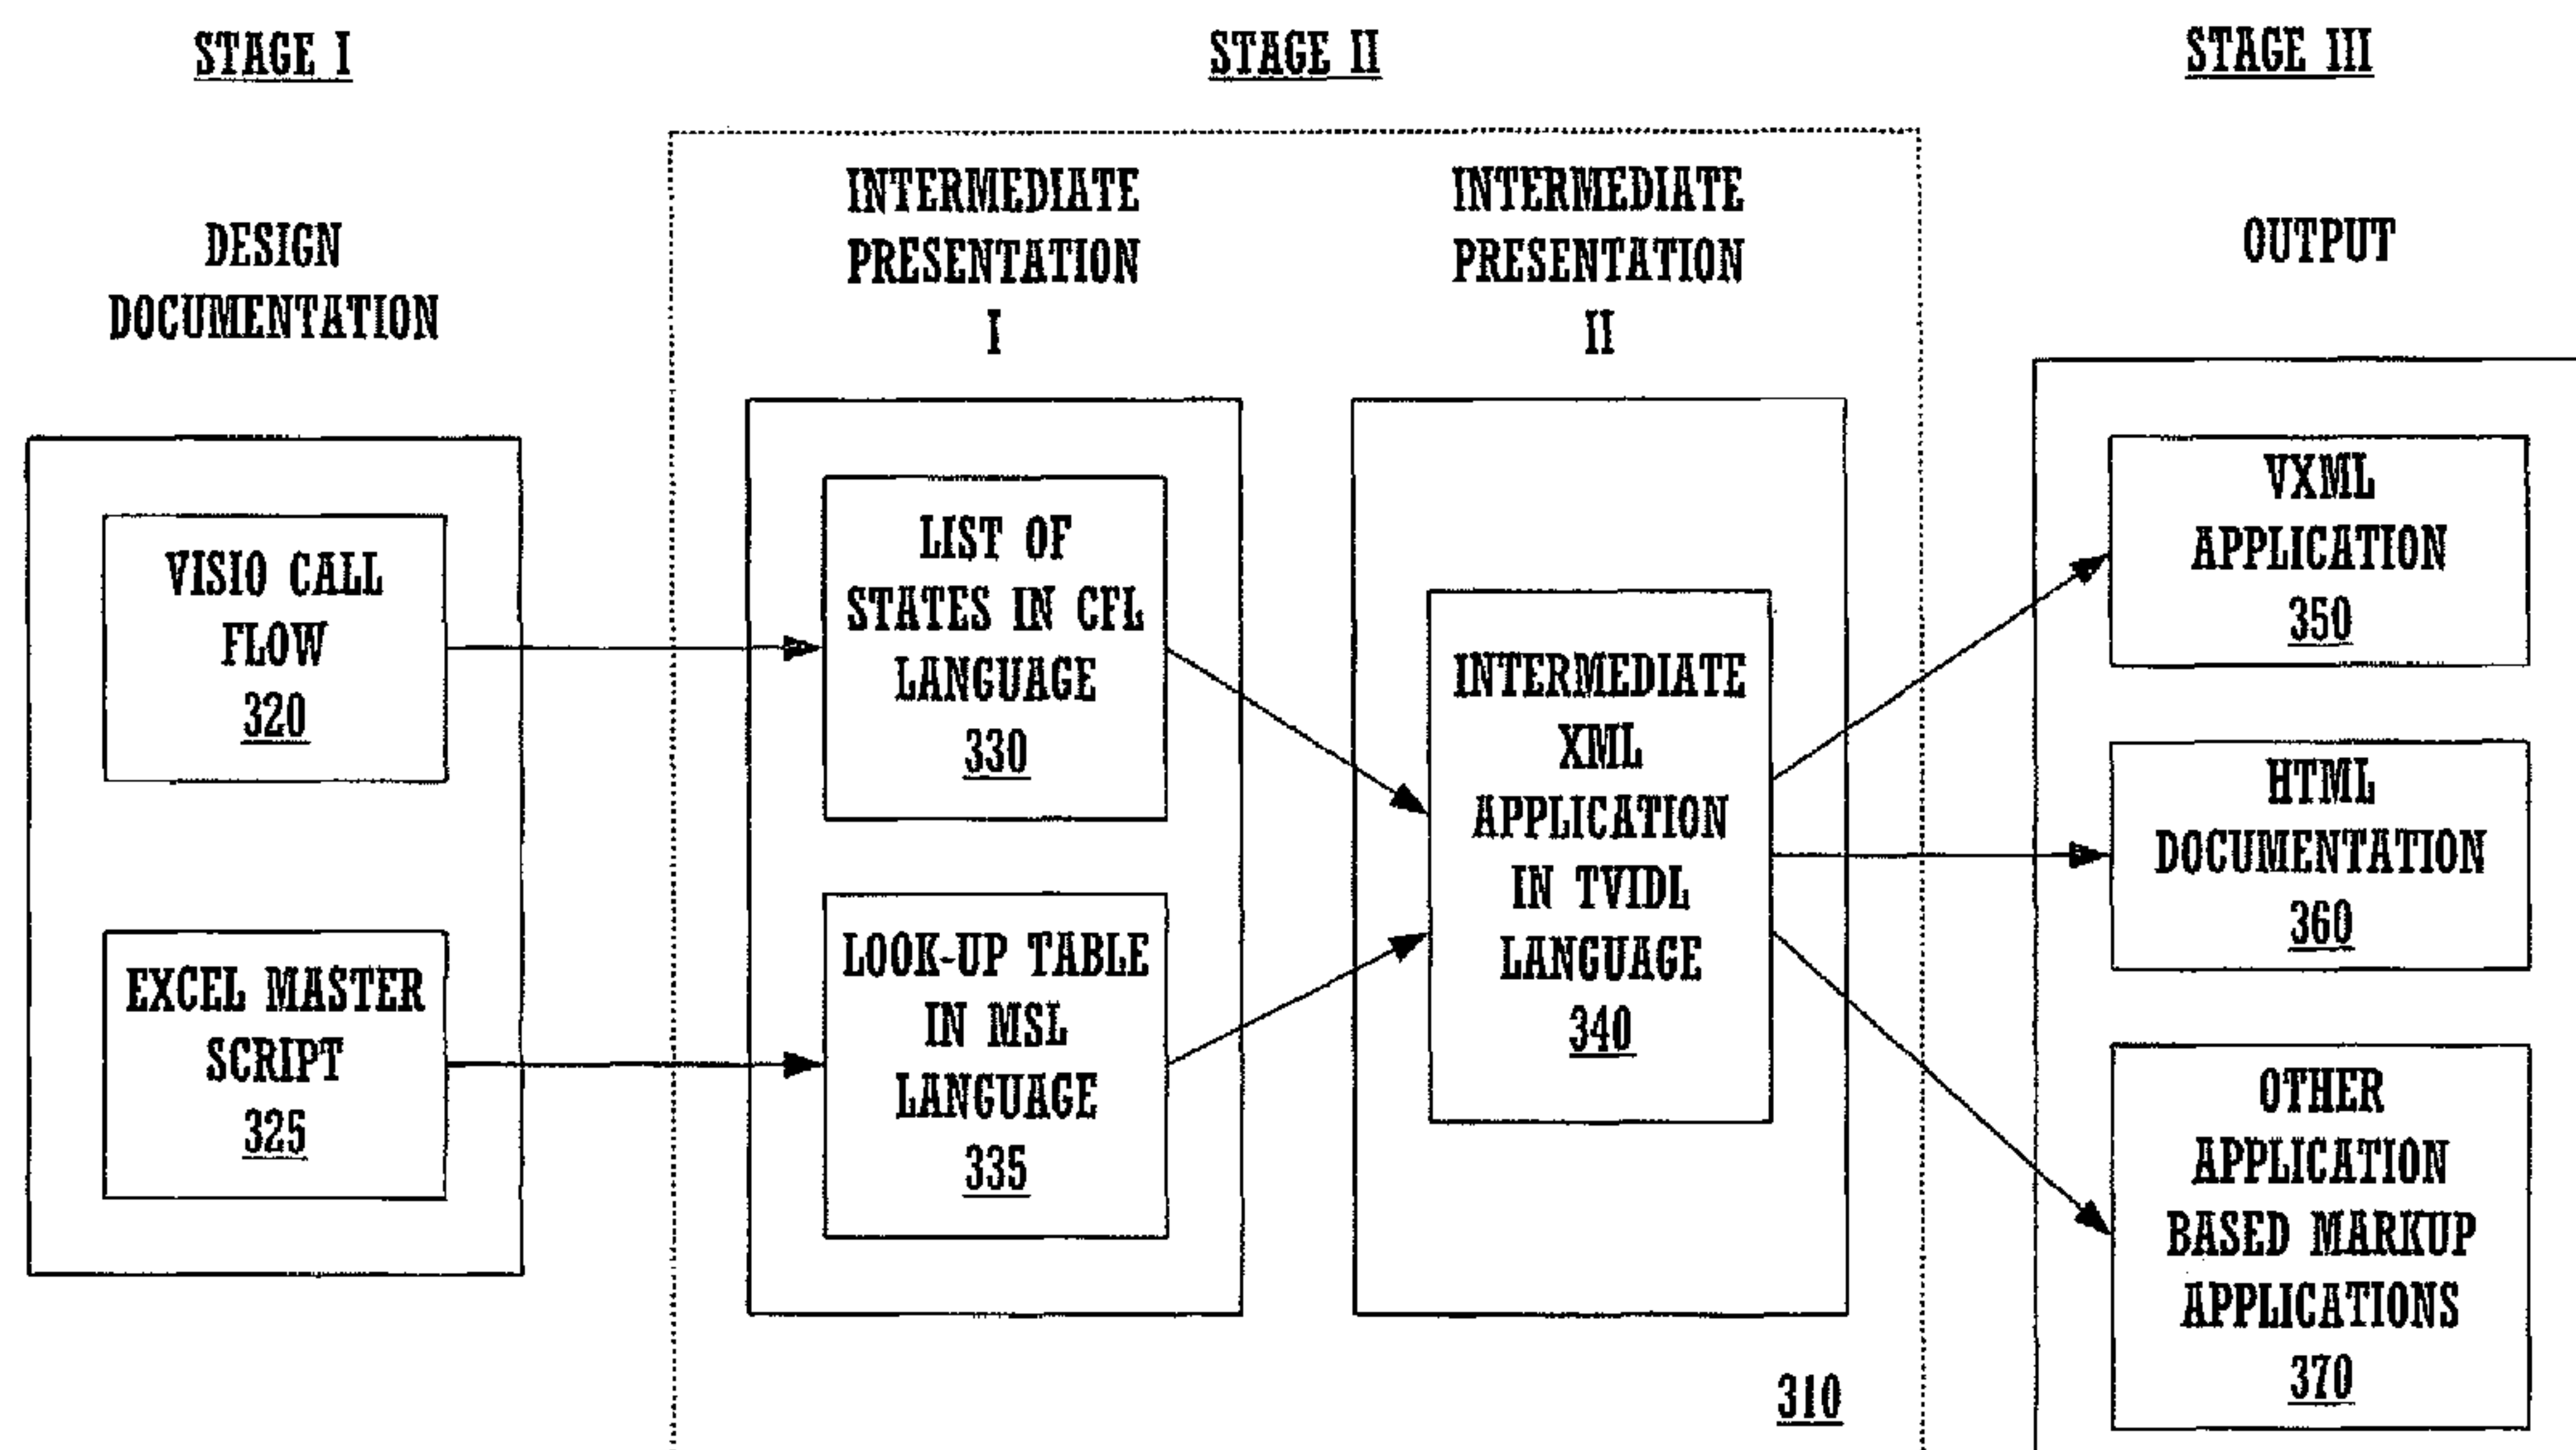 STAGE I
STAGE II
STAGE III
DESIGN
DOCUMENTATION
INTERMEDIATE
PRESENTATION
I
INTERMEDIATE
PRESENTATION
II
OUTPUT
VISIO CALL
FLOW
320
EXCEL MASTER
SCRIPT
325
LIST OF
STATES IN CFL
LANGUAGE
330
LOOK-UP TABLE
IN MSL
LANGUAGE
335
INTERMEDIATE
XML
APPLICATION
IN TVIDL
LANGUAGE
340
VXML
APPLICATION
350
HTML
DOCUMENTATION
360
OTHER
APPLICATION
BASED MARKUP
APPLICATIONS
370
310